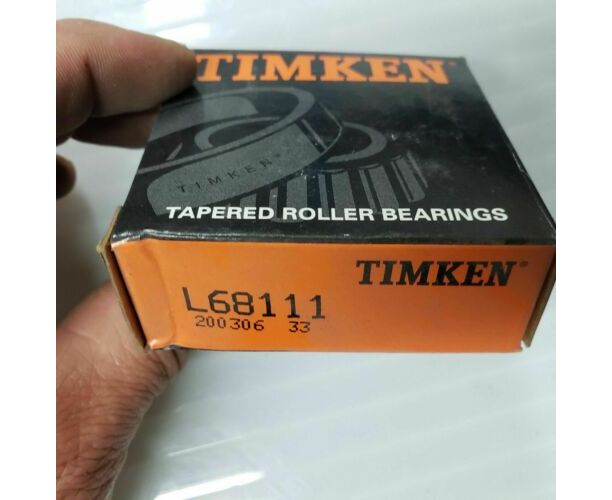 TIMKEN
TIMKEN®
TAPERED ROLLER BEARINGS
TIMKEN®
L68111
200306 33